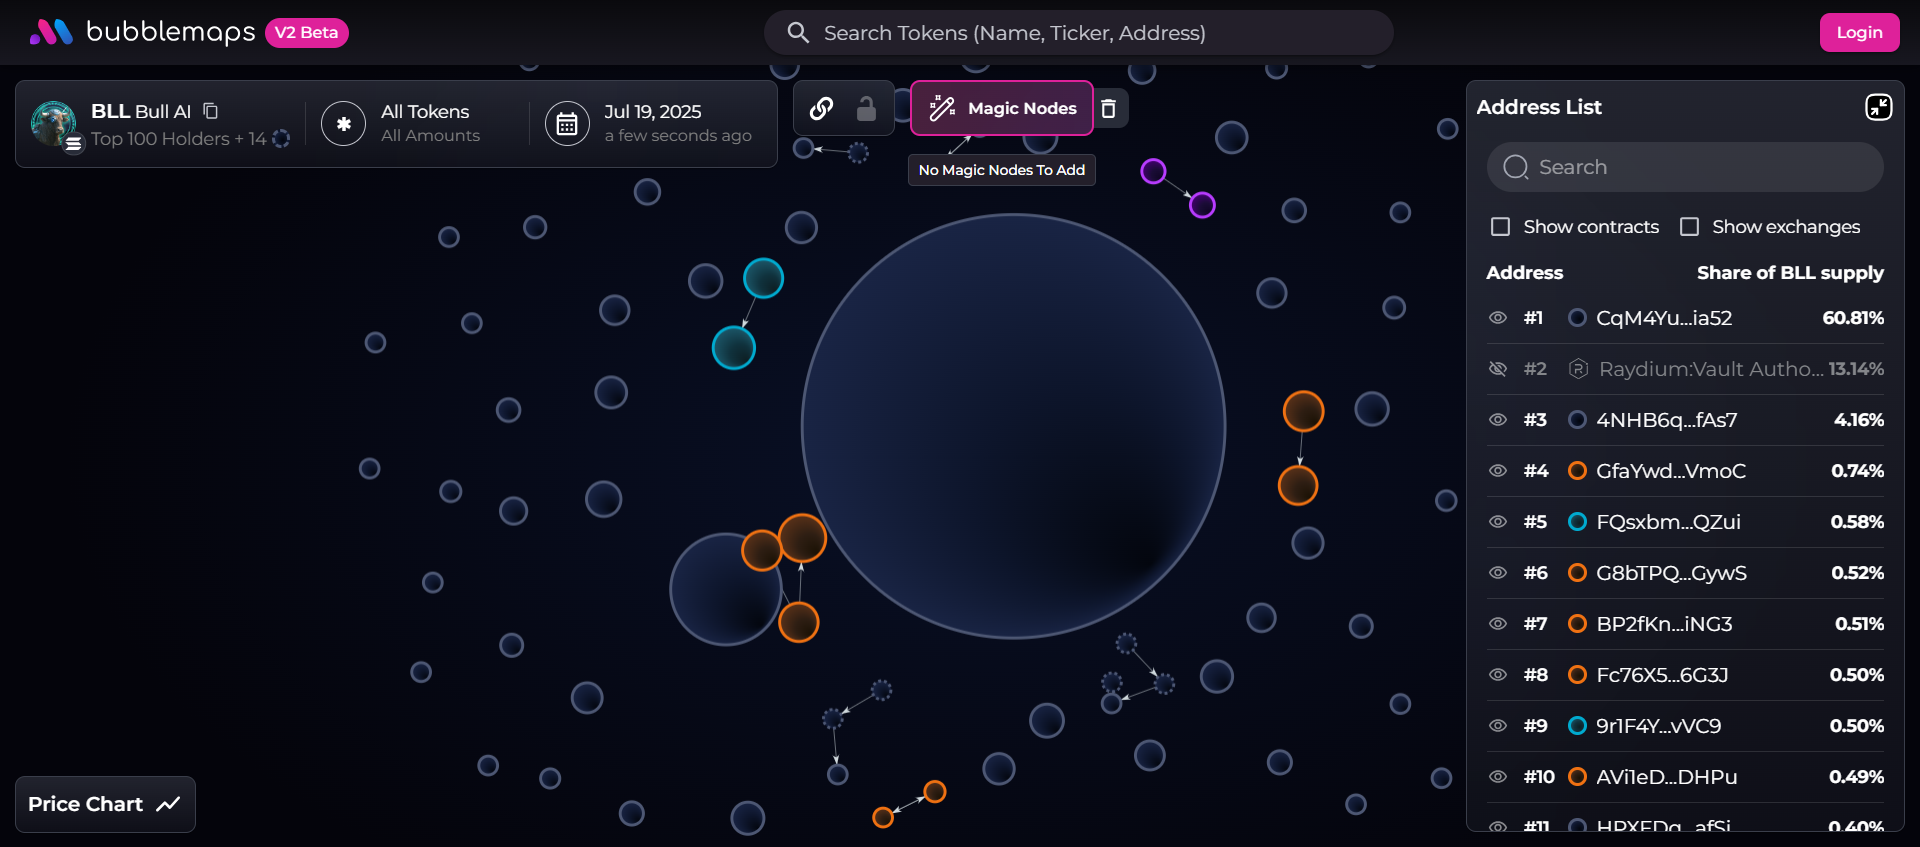 bubblemaps V2 Beta
Search Tokens (Name, Ticker, Address)
Login
BLL Bull AI
Top 100 Holders + 14
All Tokens
All Amounts
Jul 19, 2025
a few seconds ago
Magic Nodes
No Magic Nodes To Add
Address List
Search
Show contracts Show exchanges
Address Share of BLL supply
#1 CqM4Yu...ia52 60.81%
#2 Raydium:Vault Autho... 13.14%
#3 4NHB6q...fAs7 4.16%
#4 GfaYwd...VmoC 0.74%
#5 FQsxbm...QZui 0.58%
#6 G8bTPQ...GywS 0.52%
#7 BP2fKn...iNG3 0.51%
#8 Fc76X5...6G3J 0.50%
#9 9r1F4Y...vVC9 0.50%
#10 AVi1eD...DHPu 0.49%
#11 0.40%
Price Chart